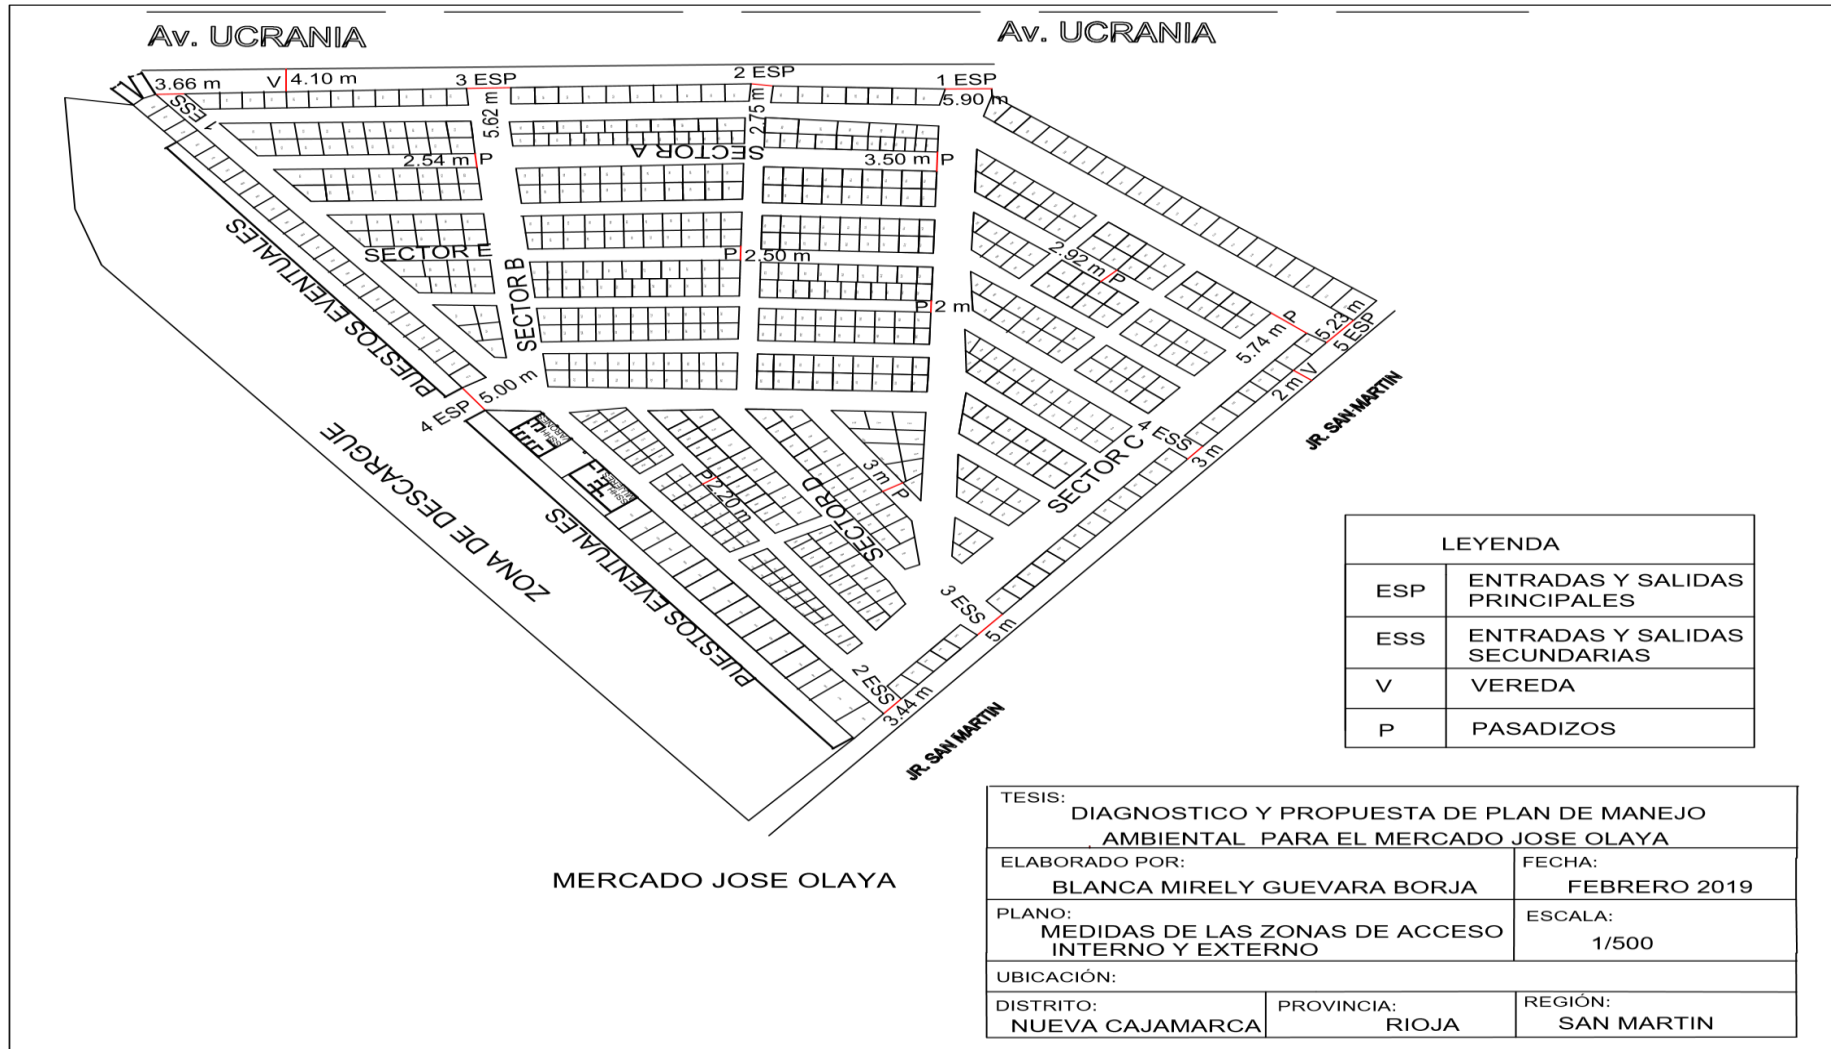 Av. UCRANIA
Av. UCRANIA
3.66 m
V
4.10 m
3 ESP
2 ESP
1 ESP
5.90 m
1 ESS
5.62 m
2.75 m
SECTOR A
2.54 m P
3.50 m P
PUESTOS EVENTUALES
SECTOR E
SECTOR B
P 2.50 m
P 2 m
2.92 m P
5.74 m P
5.23 m
5 ESP
2 m V
JR. SAN MARTIN
4 ESP
5.00 m
SSHH VARONES
SSHH MUJERES
P 2.20 m
3 m P
SECTOR D
SECTOR C
4 ESS
3 m
ZONA DE DESCARGUE
PUESTOS EVENTUALES
3 ESS
5 m
2 ESS
3.44 m
JR. SAN MARTIN
MERCADO JOSE OLAYA
LEYENDA
ESP ENTRADAS Y SALIDAS
PRINCIPALES
ESS ENTRADAS Y SALIDAS
SECUNDARIAS
V VEREDA
P PASADIZOS
TESIS:
DIAGNOSTICO Y PROPUESTA DE PLAN DE MANEJO
AMBIENTAL PARA EL MERCADO JOSE OLAYA
ELABORADO POR:
BLANCA MIRELY GUEVARA BORJA
FECHA:
FEBRERO 2019
PLANO:
MEDIDAS DE LAS ZONAS DE ACCESO
INTERNO Y EXTERNO
ESCALA:
1/500
UBICACIÓN:
DISTRITO:
NUEVA CAJAMARCA
PROVINCIA:
RIOJA
REGIÓN:
SAN MARTIN